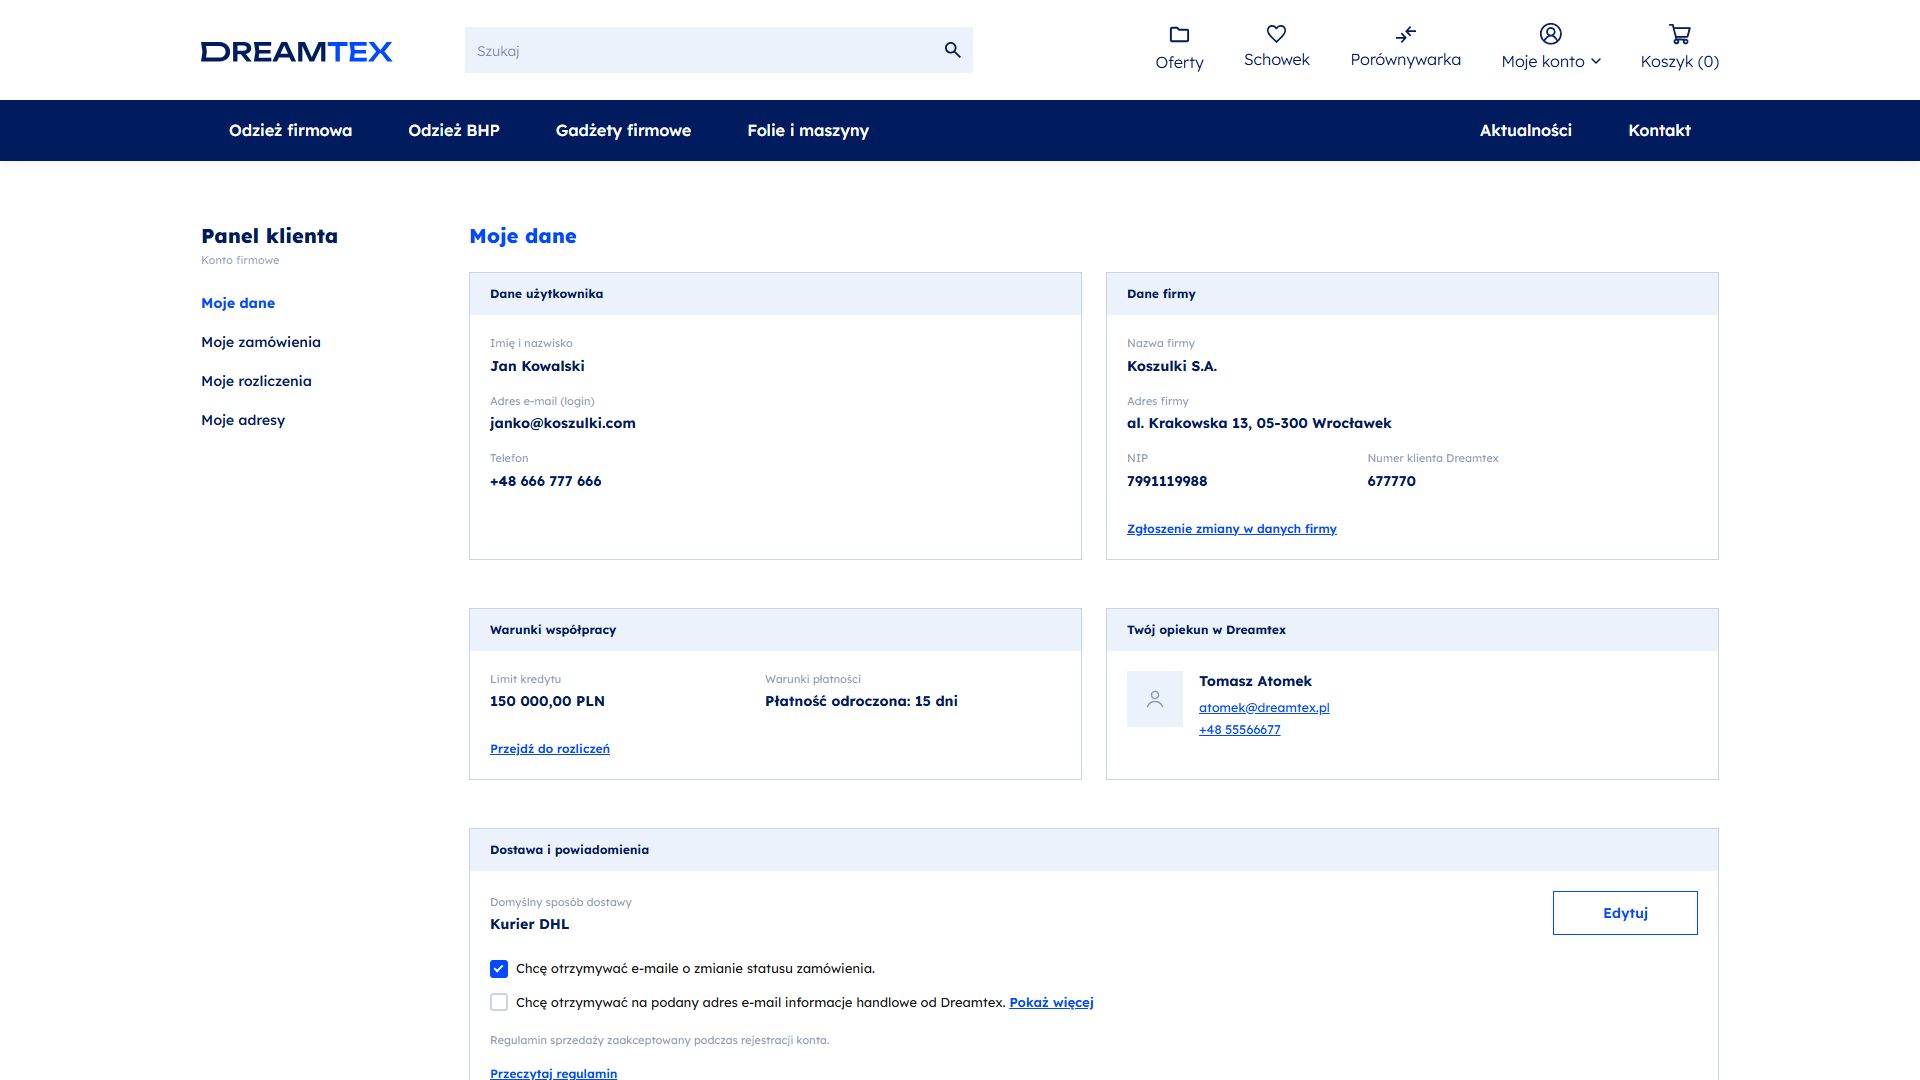 DREAMTEX
Szukaj
Oferty
Schowek
Porównywarka
Moje konto
Koszyk (0)
Odzież firmowa
Odzież BHP
Gadżety firmowe
Folie i maszyny
Aktualności
Kontakt
Panel klienta
Konto firmowe
Moje dane
Moje zamówienia
Moje rozliczenia
Moje adresy
Moje dane
Dane użytkownika
Imię i nazwisko
Jan Kowalski
Adres e-mail (login)
janko@koszulki.com
Telefon
+48 666 777 666
Dane firmy
Nazwa firmy
Koszulki S.A.
Adres firmy
al. Krakowska 13, 05-300 Wrocławek
NIP
7991119988
Numer klienta Dreamtex
677770
Zgłoszenie zmiany w danych firmy
Warunki współpracy
Limit kredytu
150 000,00 PLN
Warunki płatności
Płatność odroczona: 15 dni
Przejdź do rozliczeń
Twój opiekun w Dreamtex
Tomasz Atomek
atomek@dreamtex.pl
+48 55566677
Dostawa i powiadomienia
Domyślny sposób dostawy
Kurier DHL
Edytuj
Chcę otrzymywać e-maile o zmianie statusu zamówienia.
Chcę otrzymywać na podany adres e-mail informacje handlowe od Dreamtex. Pokaż więcej
Regulamin sprzedaży zaakceptowany podczas rejestracji konta.
Przeczytaj regulamin